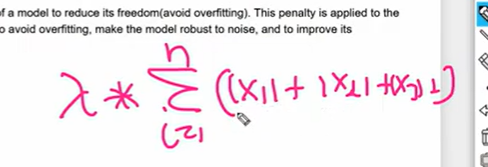 of a model to reduce its freedom(avoid overfitting). This penalty is applied to the
o avoid overfitting, make the model robust to noise, and to improve its
n
λ * Σ (|x1|+ |x2|+|x3|
i=1